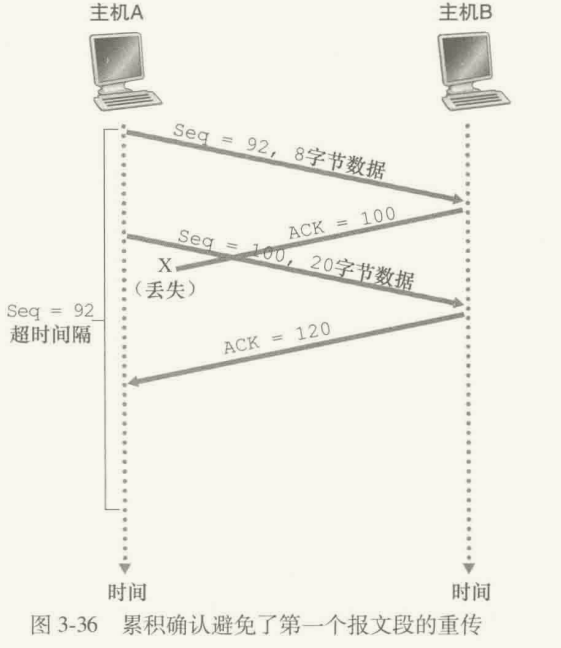 主机A
主机B
Seq = 92, 8字节数据
ACK = 100
Seq = 100, 20字节数据
X
（丢失）
Seq = 92
超时间隔
ACK = 120
时间
时间
图 3-36 累积确认避免了第一个报文段的重传